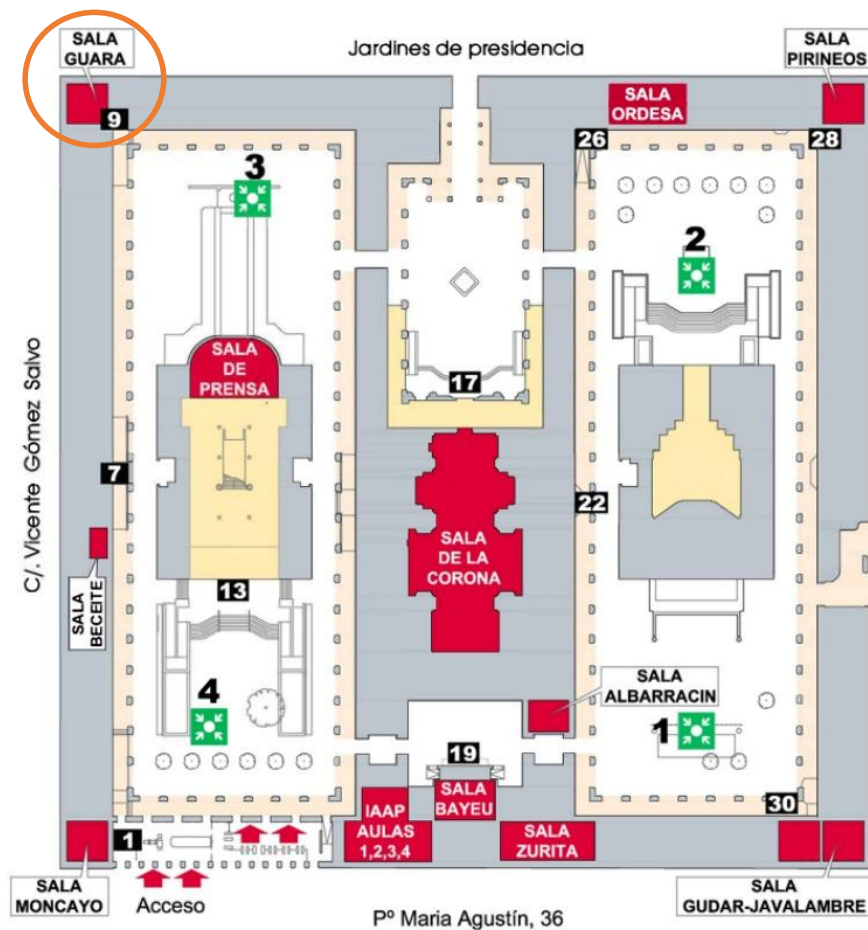 SALA
GUARA
Jardines de presidencia
SALA
PIRINEOS
SALA
ORDESA
9
26
28
3
2
SALA
DE
PRENSA
17
C/. Vicente Gómez Salvo
7
22
SALA
DE LA
CORONA
SALA
BECEITE
13
SALA
ALBARRACIN
4
1
19
SALA
BAYEU
30
IAAP
AULAS
1,2,3,4
1
SALA
ZURITA
SALA
MONCAYO
Acceso
SALA
GUDAR-JAVALAMBRE
Pº Maria Agustín, 36